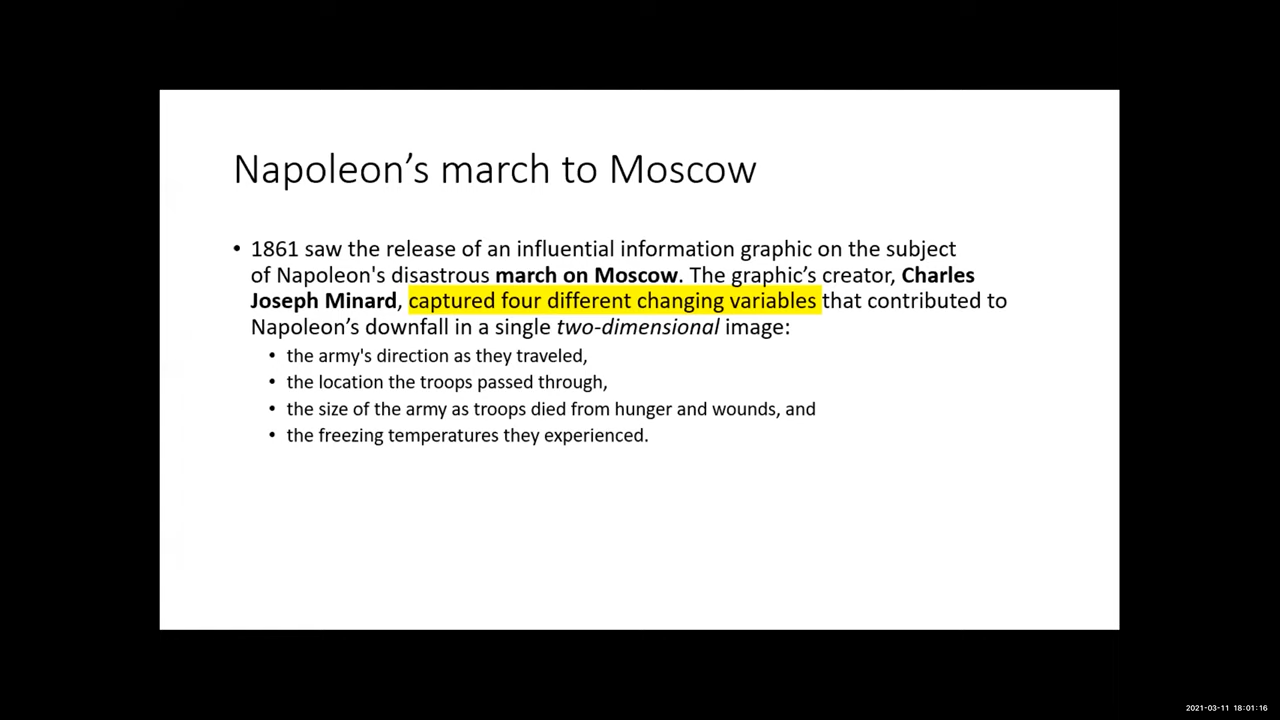 Napoleon’s march to Moscow
• 1861 saw the release of an influential information graphic on the subject
of Napoleon's disastrous march on Moscow. The graphic’s creator, Charles
Joseph Minard, captured four different changing variables that contributed to
Napoleon’s downfall in a single two-dimensional image:
• the army's direction as they traveled,
• the location the troops passed through,
• the size of the army as troops died from hunger and wounds, and
• the freezing temperatures they experienced.
2021-03-11 18:01:16